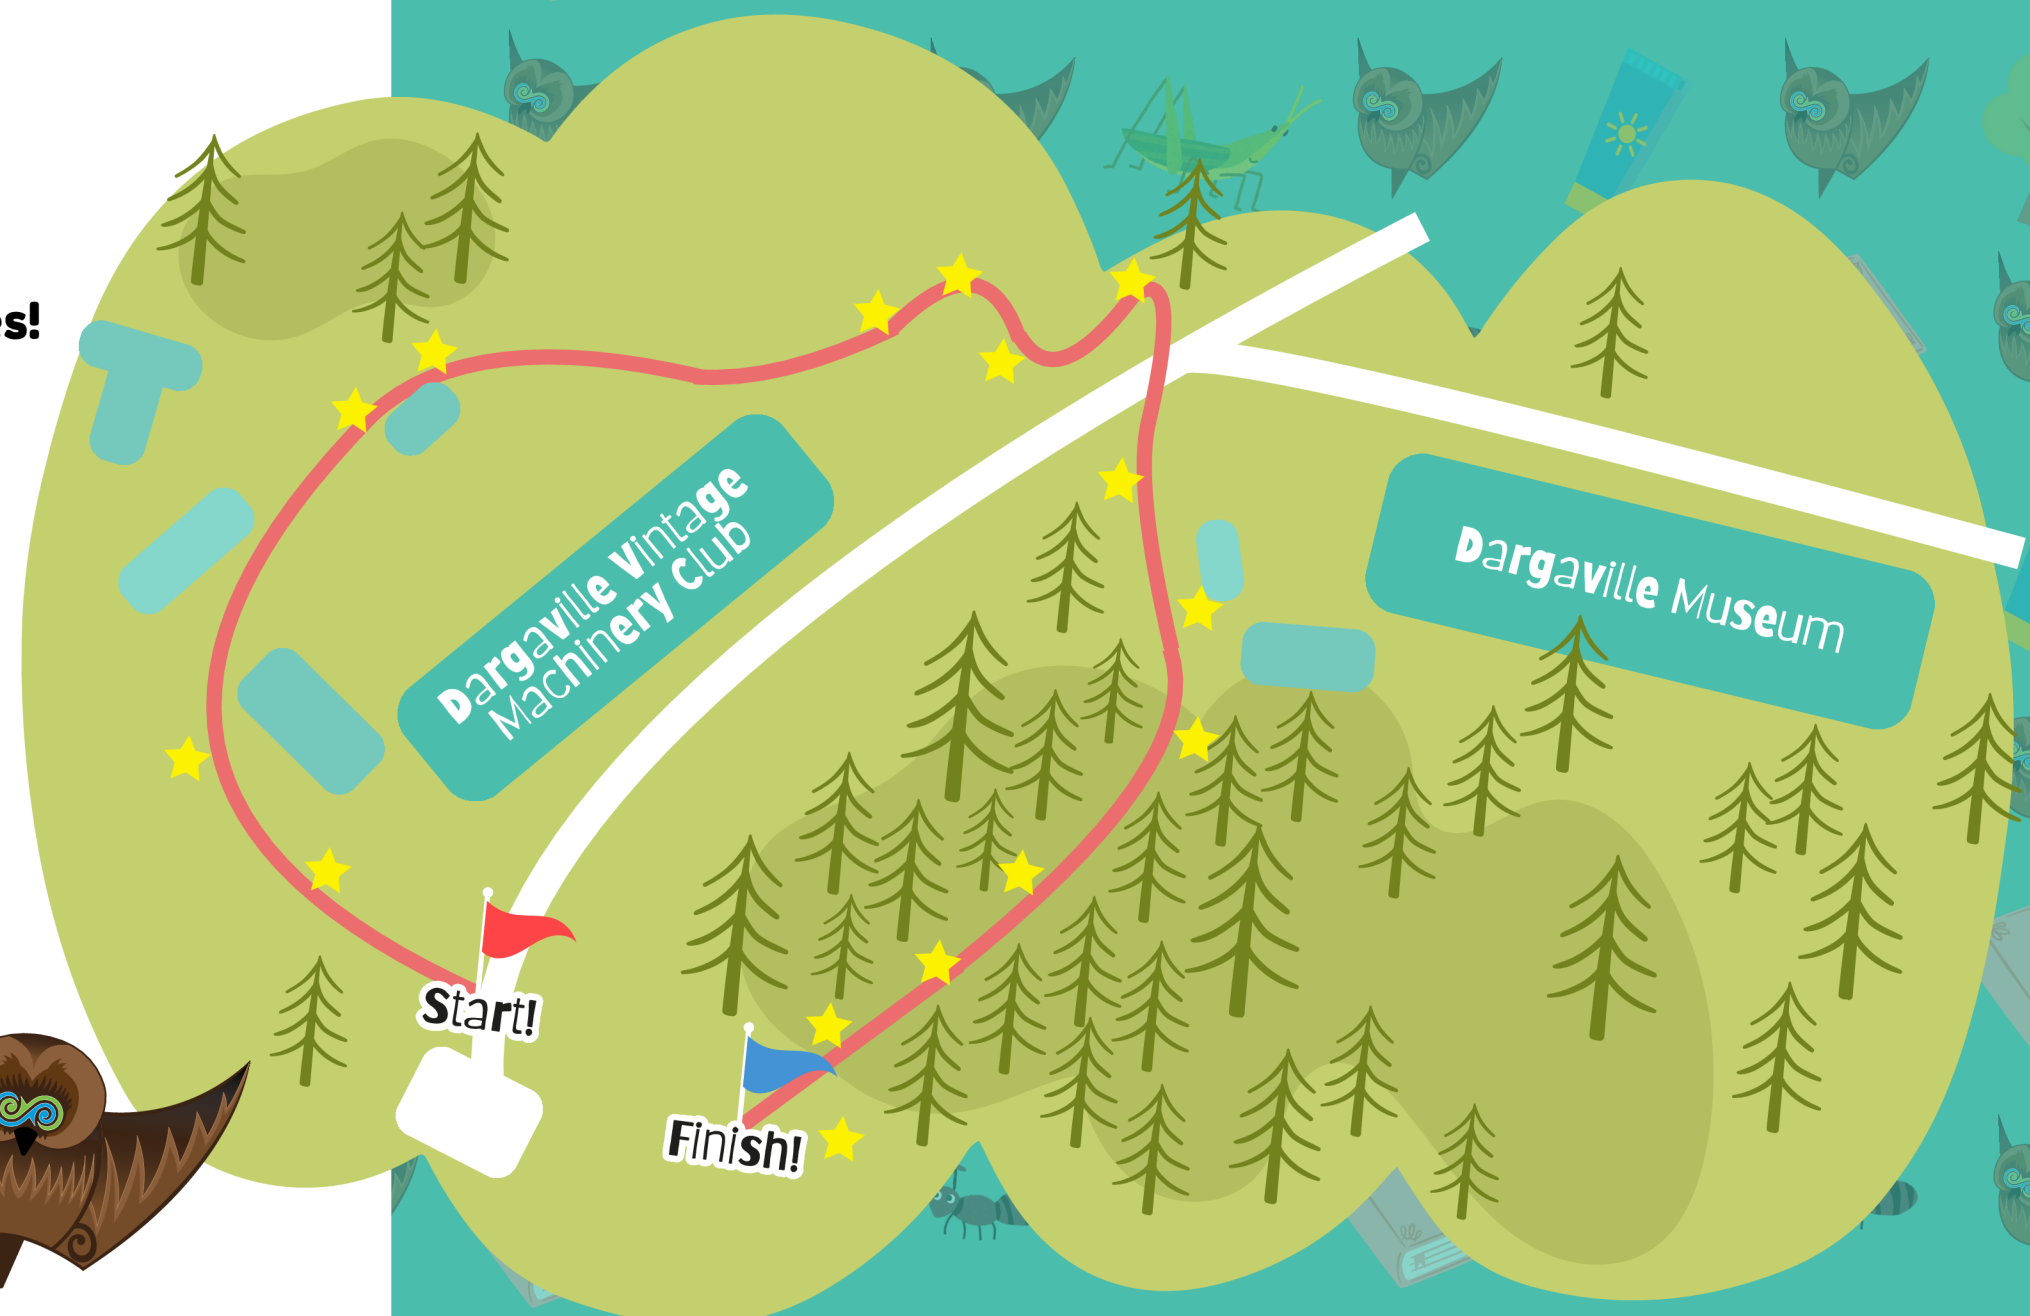 s!
Dargaville Vintage
Machinery Club
Dargaville Museum
Start!
Finish!